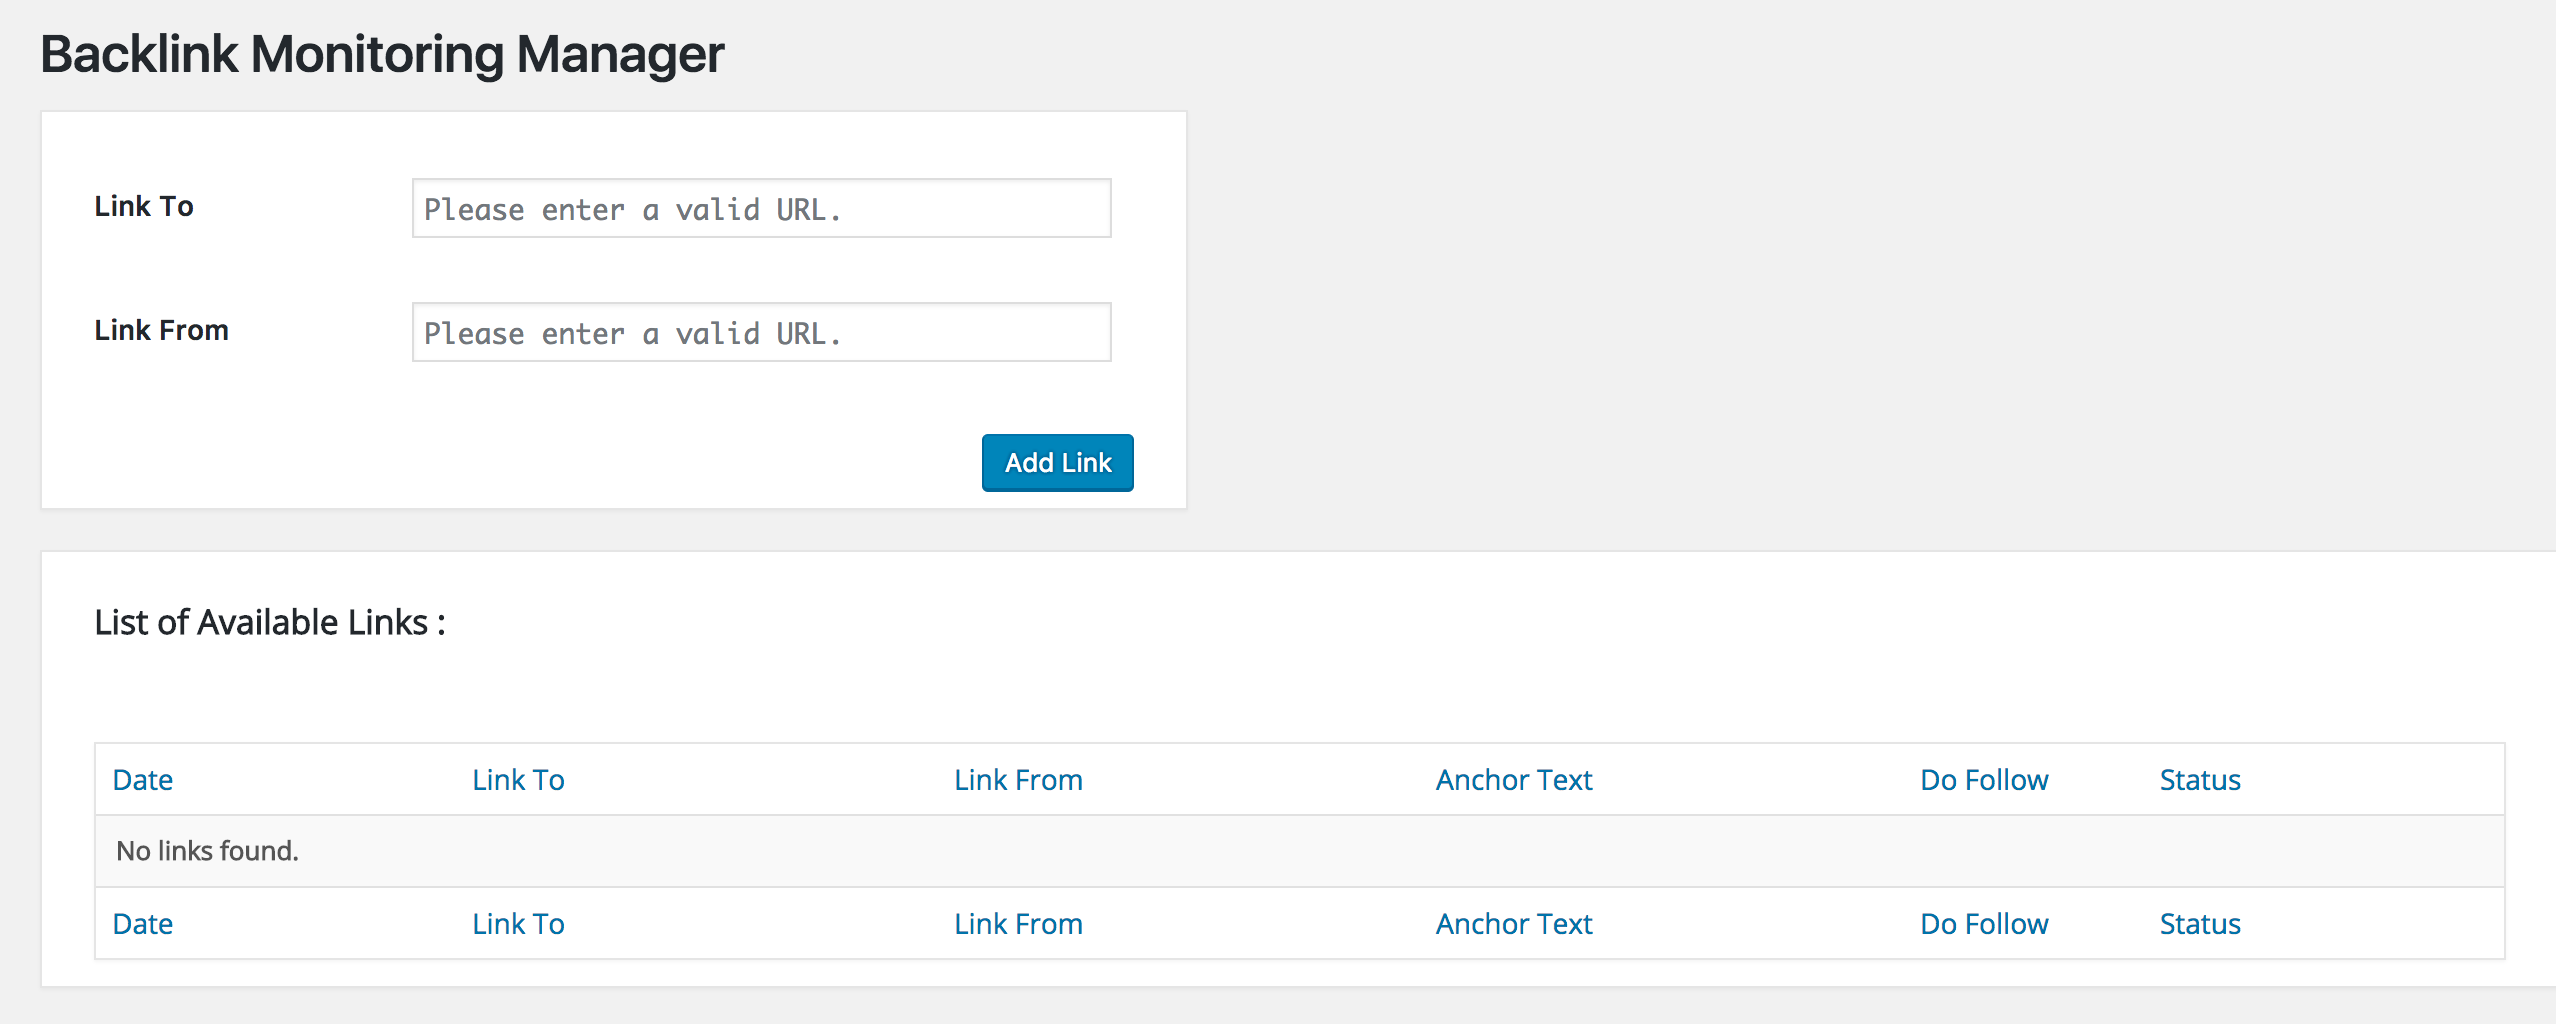 Backlink Monitoring Manager
Link To Please enter a valid URL.
Link From Please enter a valid URL.
Add Link
List of Available Links :
Date Link To Link From Anchor Text Do Follow Status
No links found.
Date Link To Link From Anchor Text Do Follow Status